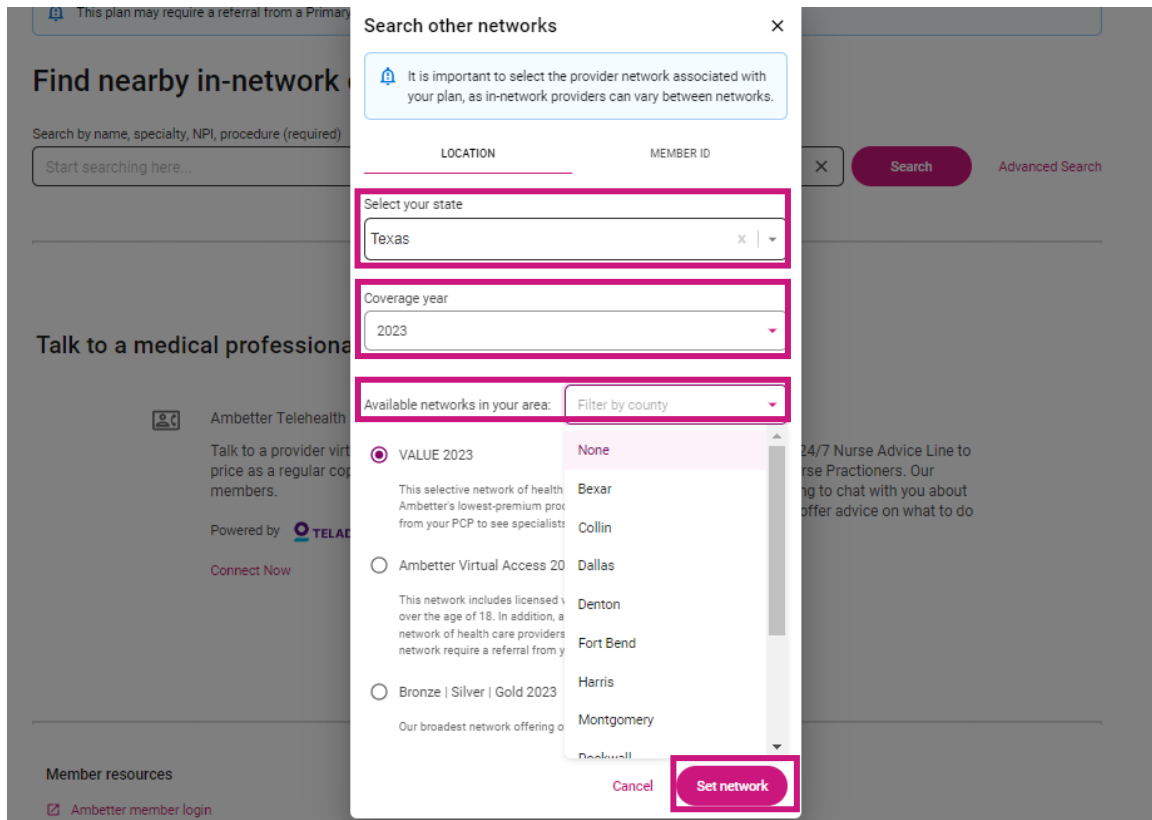 This plan may require a referral from a Primary
Find nearby in-network
Search by name, specialty, NPI, procedure (required)
Start searching here...
Search
Advanced Search
Talk to a medical professiona
Ambetter Telehealth
Talk to a provider virt
price as a regular cop
members.
Powered by TELAD
Connect Now
24/7 Nurse Advice Line to
rse Practioners. Our
ng to chat with you about
offer advice on what to do
Member resources
Ambetter member login
Search other networks
It is important to select the provider network associated with
your plan, as in-network providers can vary between networks.
LOCATION MEMBER ID
Select your state
Texas
Coverage year
2023
Available networks in your area: Filter by county
VALUE 2023
This selective network of health
Ambetter's lowest-premium prod
from your PCP to see specialists
Ambetter Virtual Access 20
This network includes licensed v
over the age of 18. In addition, a
network of health care providers
network require a referral from y
Bronze | Silver | Gold 2023
Our broadest network offering o
None
Bexar
Collin
Dallas
Denton
Fort Bend
Harris
Montgomery
Rockwall
Cancel
Set network